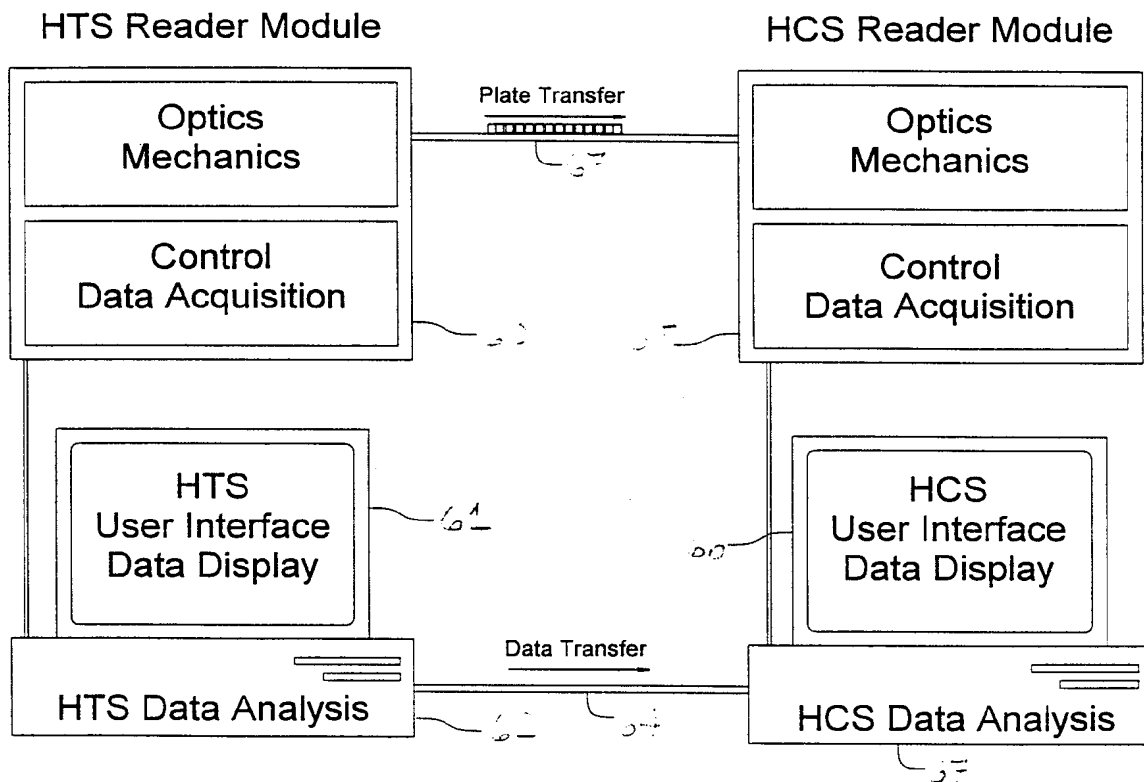 HTS Reader Module
HCS Reader Module
Optics
Mechanics
Control
Data Acquisition
Plate Transfer
Optics
Mechanics
Control
Data Acquisition
HTS
User Interface
Data Display
HCS
User Interface
Data Display
Data Transfer
HTS Data Analysis
HCS Data Analysis